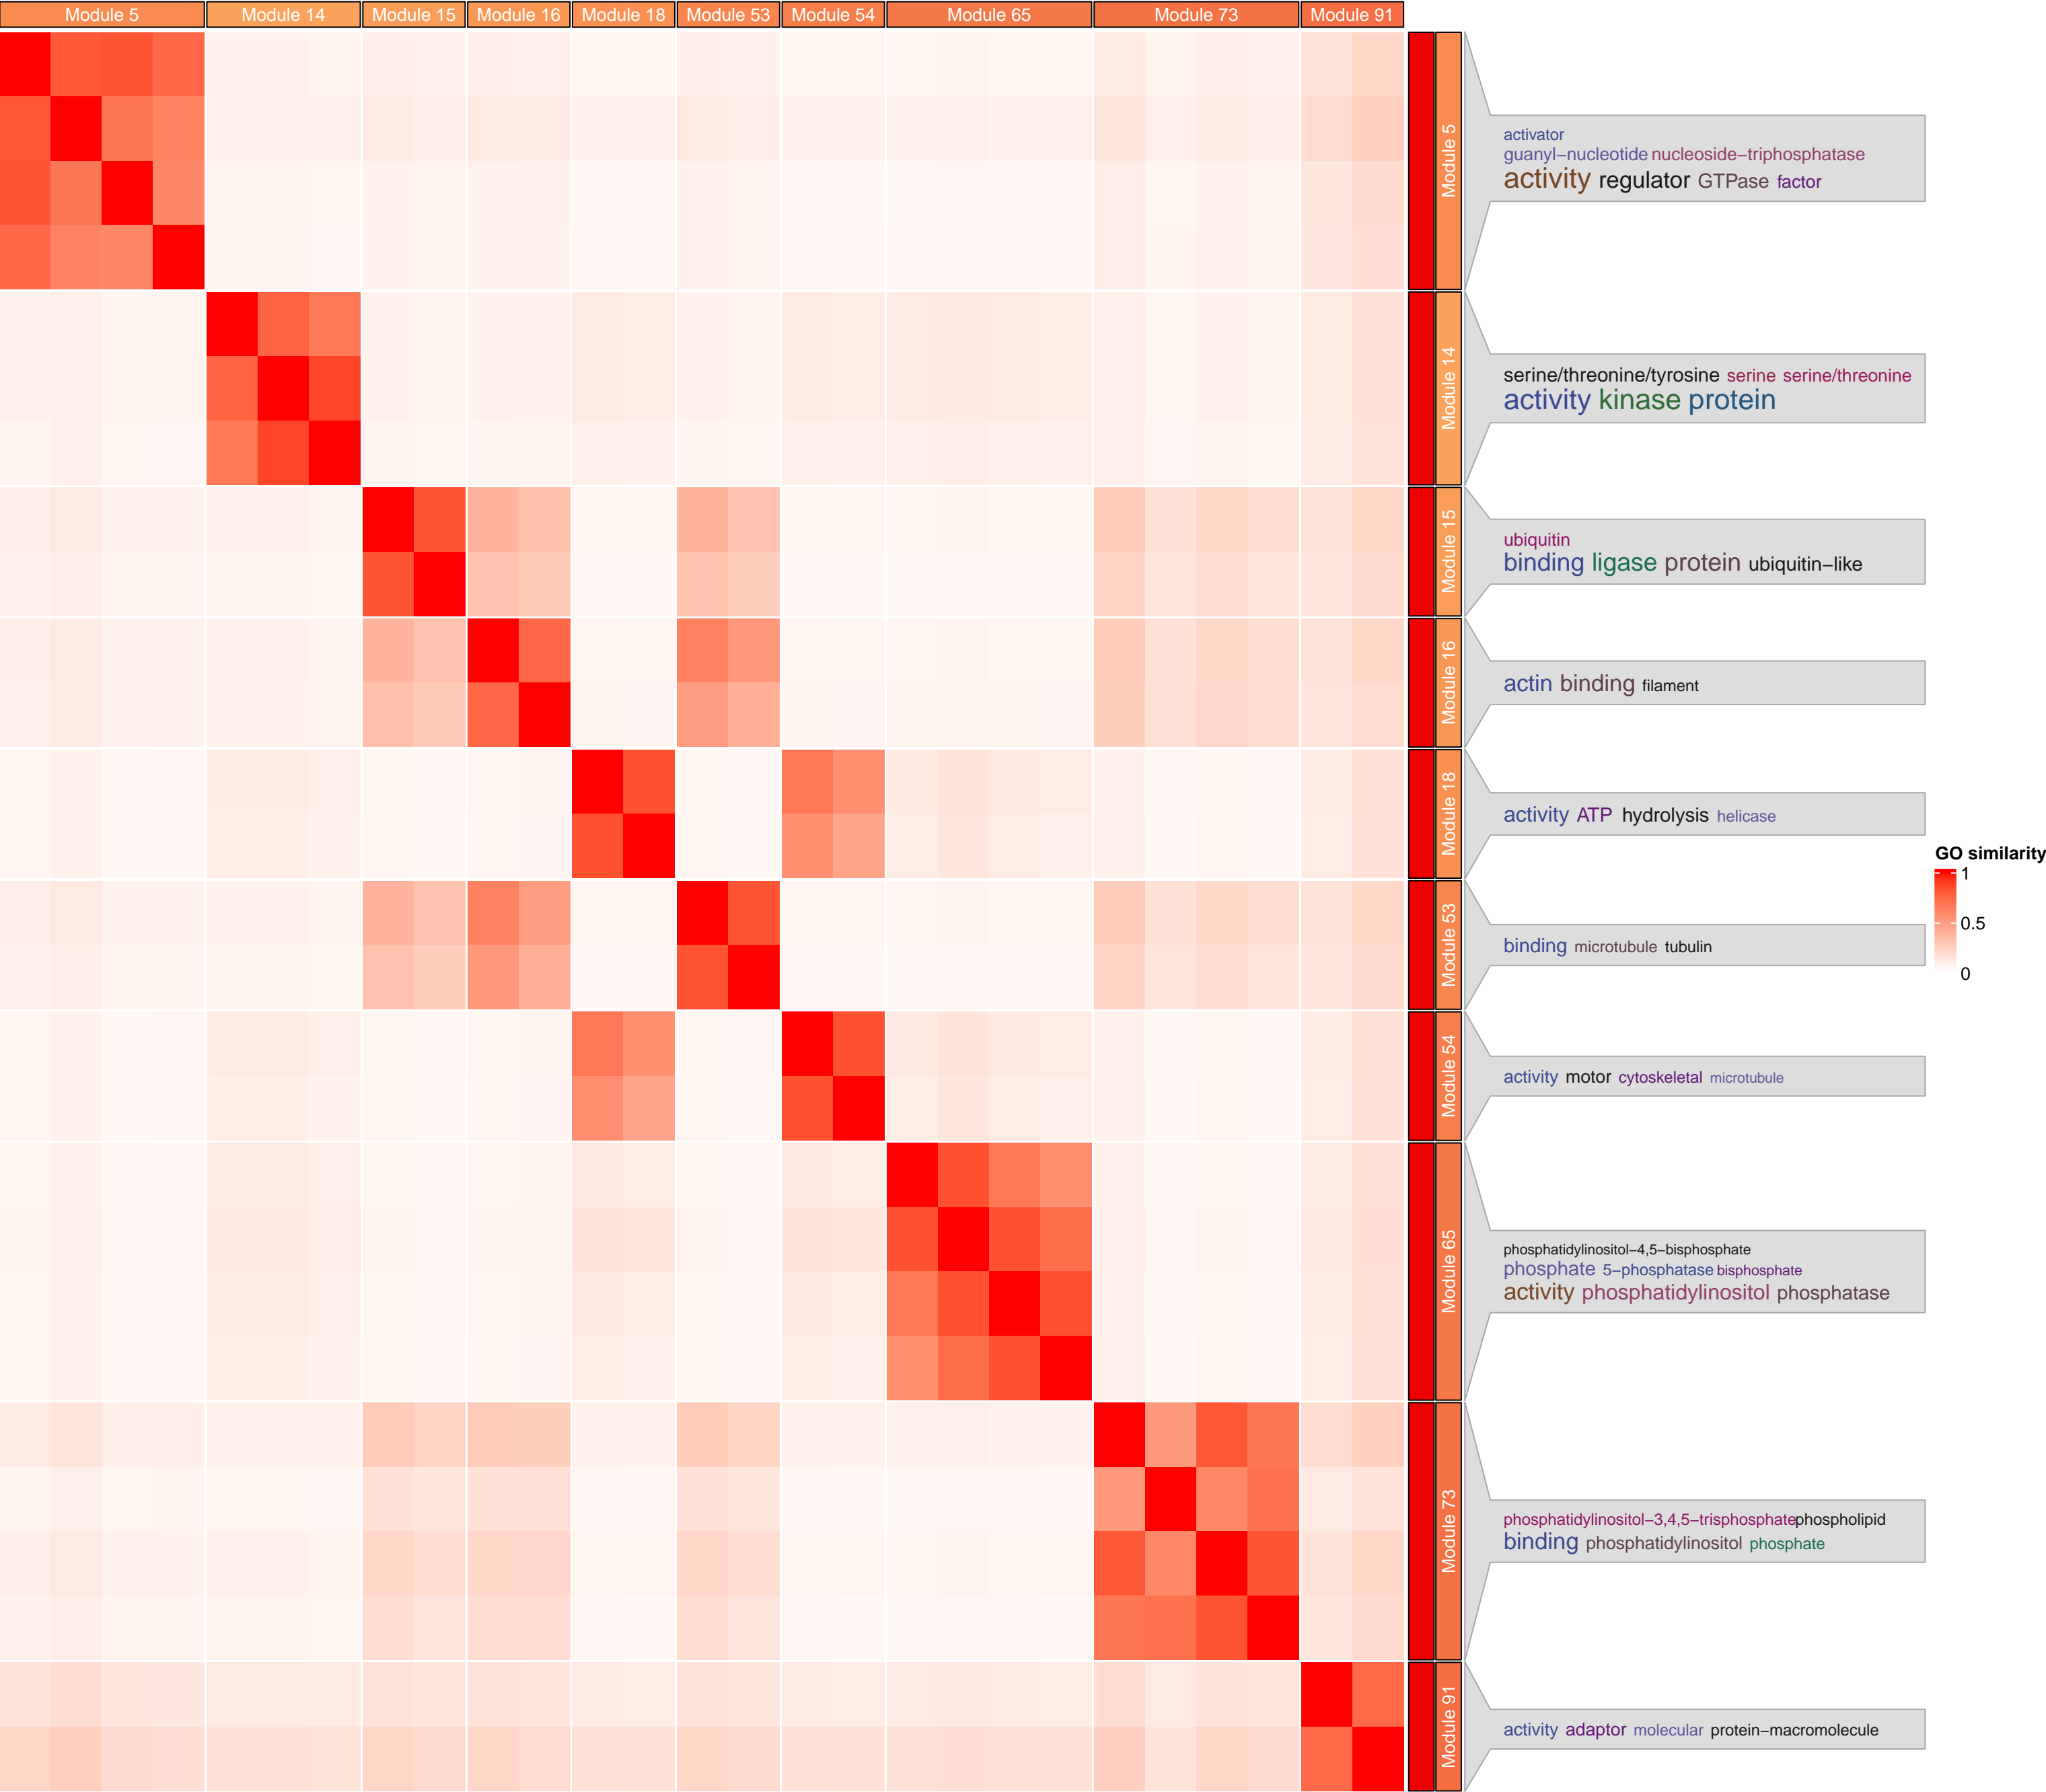 Module 5 Module 14 Module 15 Module 16 Module 18 Module 53 Module 54 Module 65 Module 73 Module 91
Module 5
activator
guanyl−nucleotide nucleoside−triphosphatase
activity regulator GTPase factor
Module 14
serine/threonine/tyrosine serine serine/threonine
activity kinase protein
Module 15
ubiquitin
binding ligase protein ubiquitin−like
Module 16
actin binding filament
Module 18
activity ATP hydrolysis helicase
GO similarity
1
0.5
0
Module 53
binding microtubule tubulin
Module 54
activity motor cytoskeletal microtubule
Module 65
phosphatidylinositol−4,5−bisphosphate
phosphate 5−phosphatase bisphosphate
activity phosphatidylinositol phosphatase
Module 73
phosphatidylinositol−3,4,5−trisphosphate phospholipid
binding phosphatidylinositol phosphate
Module 91
activity adaptor molecular protein−macromolecule